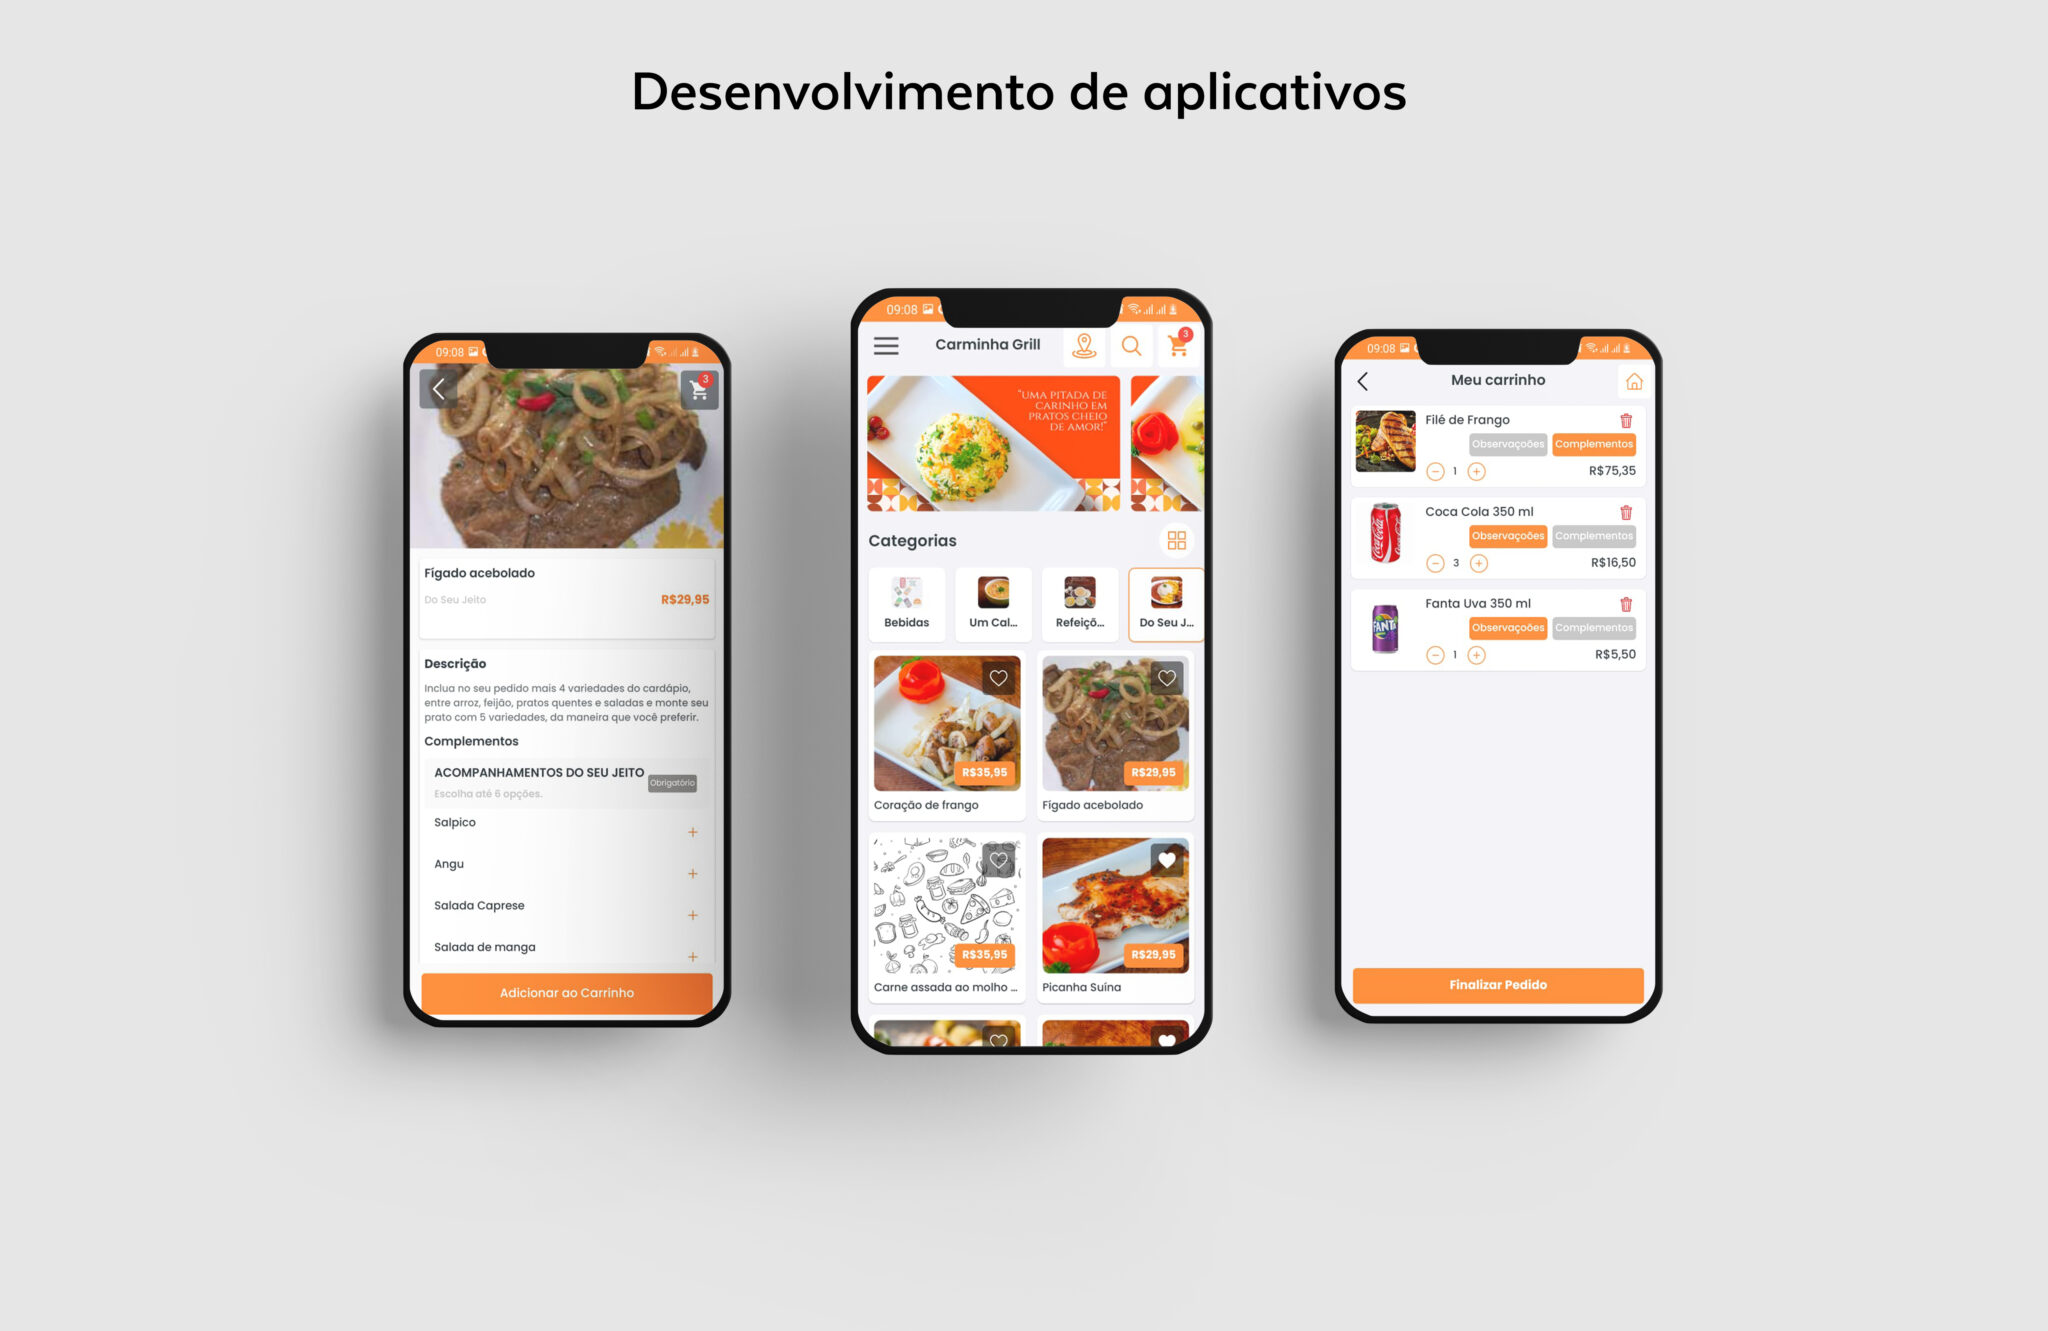 Desenvolvimento de aplicativos
09:08
3
Fígado acebolado
Do Seu Jeito
R$29,95
Descrição
Inclua no seu pedido mais 4 variedades do cardápio,
entre arroz, feijão, pratos quentes e saladas e monte seu
prato com 5 variedades, da maneira que você preferir.
Complementos
ACOMPANHAMENTOS DO SEU JEITO
Obrigatório
Escolha até 6 opções.
Salpico
Angu
Salada Caprese
Salada de manga
Adicionar ao Carrinho
09:08
Carminha Grill
3
"UMA PITADA DE
CARINHO EM
PRATOS CHEIO
DE AMOR!"
Categorias
Bebidas
Um Cal...
Refeiçõ...
Do Seu J...
R$35,95
Coração de frango
R$29,95
Fígado acebolado
R$35,95
Carne assada ao molho ...
R$29,95
Picanha Suína
09:08
Meu carrinho
Filé de Frango
Observaçoões
Complementos
1
R$75,35
Coca Cola 350 ml
Coca-Cola
Observaçoões
Complementos
3
R$16,50
Fanta Uva 350 ml
FANTA
Observaçoões
Complementos
1
R$5,50
Finalizar Pedido